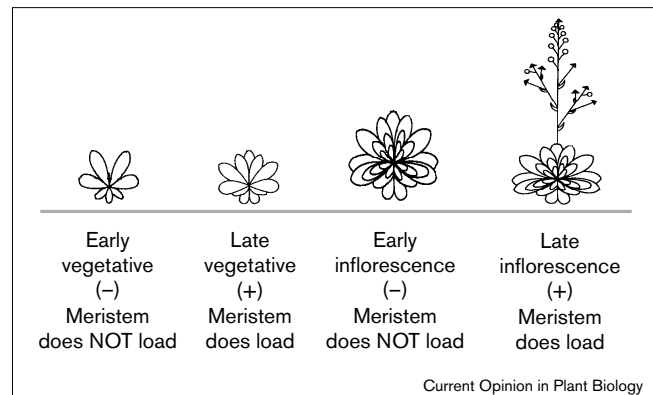 Early
vegetative
(–)
Meristem
does NOT load
Late
vegetative
(+)
Meristem
does load
Early
inflorescence
(–)
Meristem
does NOT load
Late
inflorescence
(+)
Meristem
does load
Current Opinion in Plant Biology